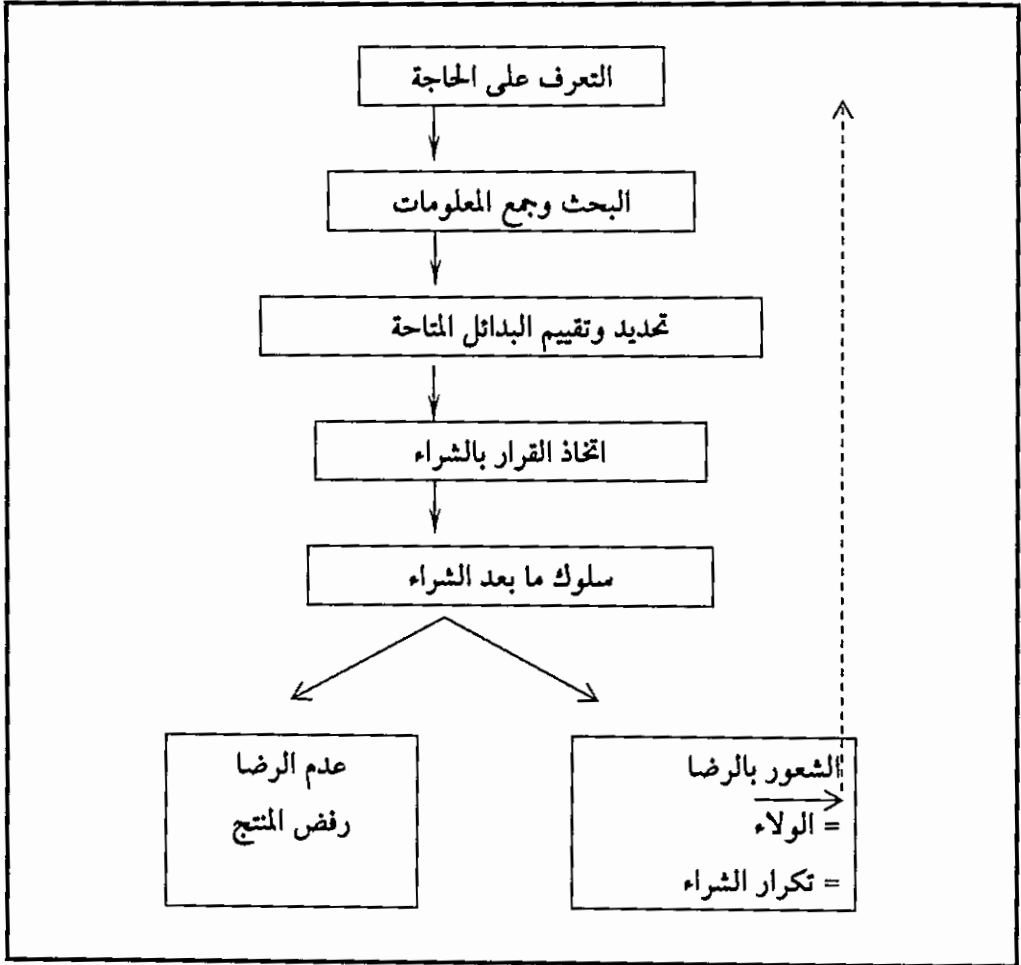 التعرف على الحاجة
البحث وجمع المعلومات
تحديد وتقييم البدائل المتاحة
اتخاذ القرار بالشراء
سلوك ما بعد الشراء
الشعور بالرضا
= الولاء
= تكرار الشراء
عدم الرضا
رفض المنتج